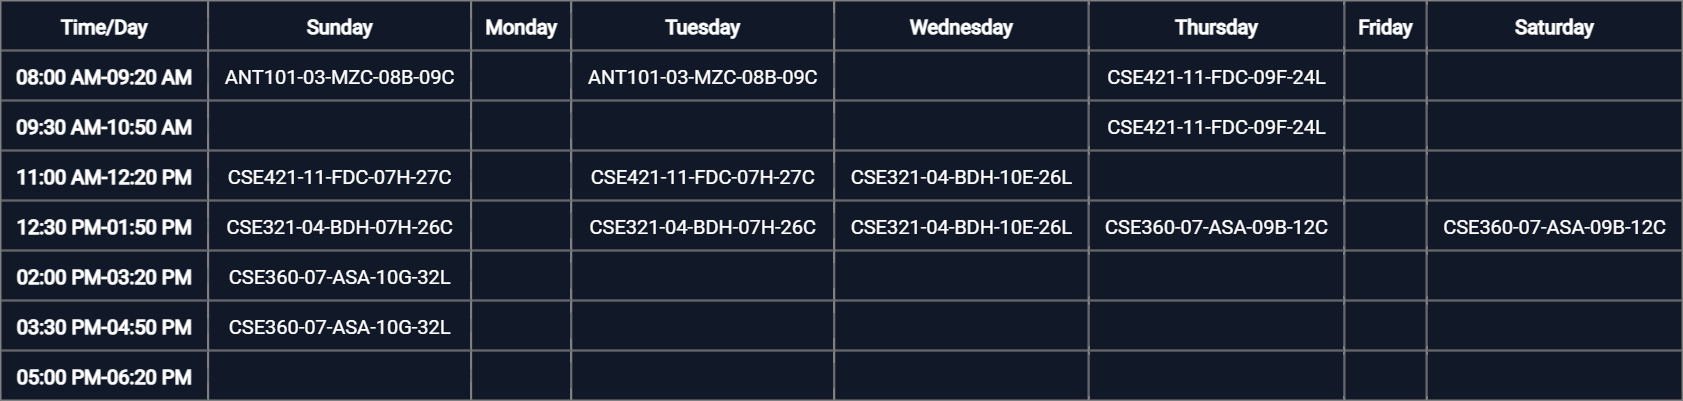 Time/Day Sunday Monday Tuesday Wednesday Thursday Friday Saturday
08:00 AM-09:20 AM ANT101-03-MZC-08B-09C ANT101-03-MZC-08B-09C CSE421-11-FDC-09F-24L
09:30 AM-10:50 AM CSE421-11-FDC-09F-24L
11:00 AM-12:20 PM CSE421-11-FDC-07H-27C CSE421-11-FDC-07H-27C CSE321-04-BDH-10E-26L
12:30 PM-01:50 PM CSE321-04-BDH-07H-26C CSE321-04-BDH-07H-26C CSE321-04-BDH-10E-26L CSE360-07-ASA-09B-12C CSE360-07-ASA-09B-12C
02:00 PM-03:20 PM CSE360-07-ASA-10G-32L
03:30 PM-04:50 PM CSE360-07-ASA-10G-32L
05:00 PM-06:20 PM